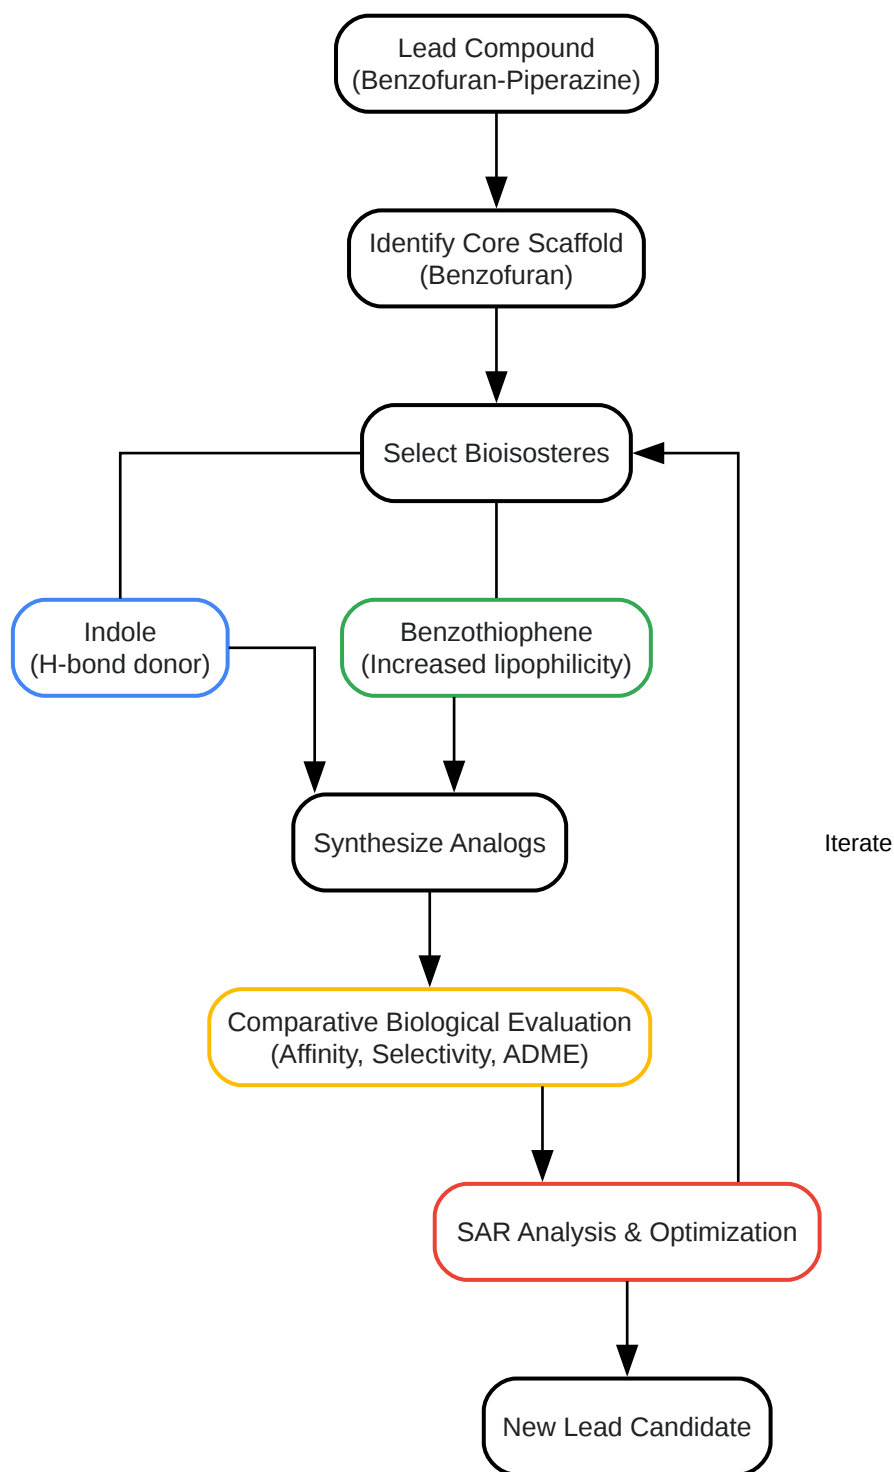 Lead Compound
(Benzofuran-Piperazine)
Identify Core Scaffold
(Benzofuran)
Select Bioisosteres
Indole
(H-bond donor)
Benzothiophene
(Increased lipophilicity)
Synthesize Analogs
Iterate
Comparative Biological Evaluation
(Affinity, Selectivity, ADME)
SAR Analysis & Optimization
New Lead Candidate